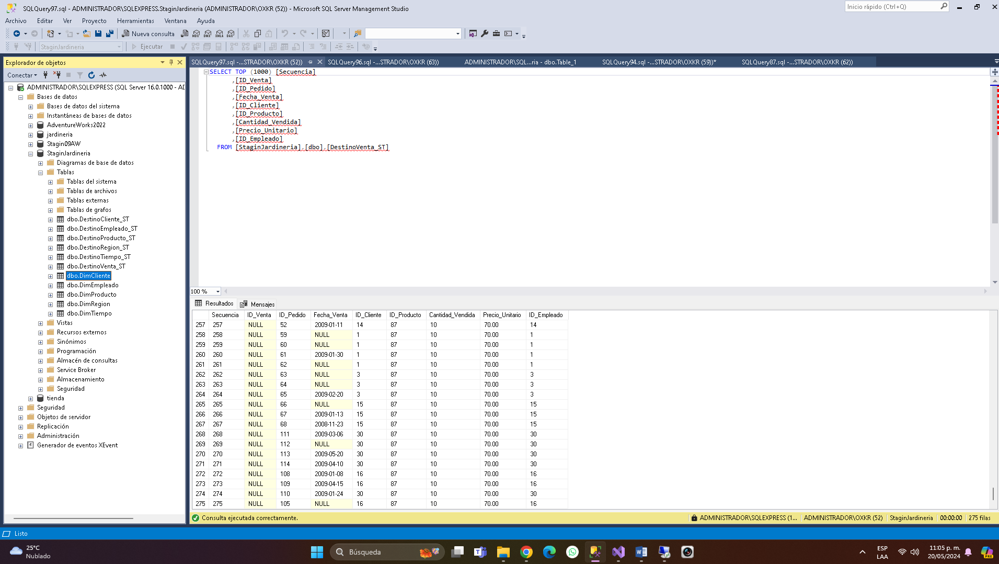 SQLQuery97.sql - ADMINISTRADOR\SQLEXPRESS.StaginJardineria (ADMINISTRADOR\OXKR (52)) - Microsoft SQL Server Management Studio
Inicio rápido (Ctrl+Q)
Archivo Editar Ver Proyecto Herramientas Ventana Ayuda
Nueva consulta
StaginJardineria Ejecutar
Explorador de objetos
Conectar
ADMINISTRADOR\SQLEXPRESS (SQL Server 16.0.1000 - AD
Bases de datos
Bases de datos del sistema
Instantáneas de bases de datos
AdventureWorks2022
jardineria
Stagin09AW
StaginJardineria
Diagramas de base de datos
Tablas
Tablas del sistema
Tablas de archivos
Tablas externas
Tablas de grafos
dbo.DestinoCliente_ST
dbo.DestinoEmpleado_ST
dbo.DestinoProducto_ST
dbo.DestinoRegion_ST
dbo.DestinoTiempo_ST
dbo.DestinoVenta_ST
dbo.DimCliente
dbo.DimEmpleado
dbo.DimProducto
dbo.DimRegion
dbo.DimTiempo
Vistas
Recursos externos
Sinónimos
Programación
Almacén de consultas
Service Broker
Almacenamiento
Seguridad
tienda
Seguridad
Objetos de servidor
Replicación
Administración
Generador de eventos XEvent
SQLQuery97.sql -...STRADOR\OXKR (52)) SQLQuery96.sql -...STRADOR\OXKR (63)) ADMINISTRADOR\SQL...ria - dbo.Table_1 SQLQuery94.sql -...STRADOR\OXKR (59))* SQLQuery87.sql -...STRADOR\OXKR (62))
SELECT TOP (1000) [Secuencia]
,[ID_Venta]
,[ID_Pedido]
,[Fecha_Venta]
,[ID_Cliente]
,[ID_Producto]
,[Cantidad_Vendida]
,[Precio_Unitario]
,[ID_Empleado]
FROM [StaginJardineria].[dbo].[DestinoVenta_ST]
100 %
Resultados Mensajes
Secuencia ID_Venta ID_Pedido Fecha_Venta ID_Cliente ID_Producto Cantidad_Vendida Precio_Unitario ID_Empleado
257 257 NULL 52 2009-01-11 14 87 10 70.00 14
258 258 NULL 59 NULL 1 87 10 70.00 1
259 259 NULL 60 NULL 1 87 10 70.00 1
260 260 NULL 61 2009-01-30 1 87 10 70.00 1
261 261 NULL 62 NULL 1 87 10 70.00 1
262 262 NULL 63 NULL 3 87 10 70.00 3
263 263 NULL 64 NULL 3 87 10 70.00 3
264 264 NULL 65 2009-02-20 3 87 10 70.00 3
265 265 NULL 66 NULL 15 87 10 70.00 15
266 266 NULL 67 2009-01-13 15 87 10 70.00 15
267 267 NULL 68 2008-11-23 15 87 10 70.00 15
268 268 NULL 111 2009-03-06 30 87 10 70.00 30
269 269 NULL 112 NULL 30 87 10 70.00 30
270 270 NULL 113 2009-05-20 30 87 10 70.00 30
271 271 NULL 114 2009-04-10 30 87 10 70.00 30
272 272 NULL 108 2009-01-08 16 87 10 70.00 16
273 273 NULL 109 2009-04-15 16 87 10 70.00 16
274 274 NULL 110 2009-01-24 30 87 10 70.00 30
275 275 NULL 105 NULL 16 87 10 70.00 16
Consulta ejecutada correctamente. ADMINISTRADOR\SQLEXPRESS (1... ADMINISTRADOR\OXKR (52) StaginJardineria 00:00:00 275 filas
Listo
25°C
Nublado
Búsqueda
ESP
LAA
11:05 p. m.
20/05/2024